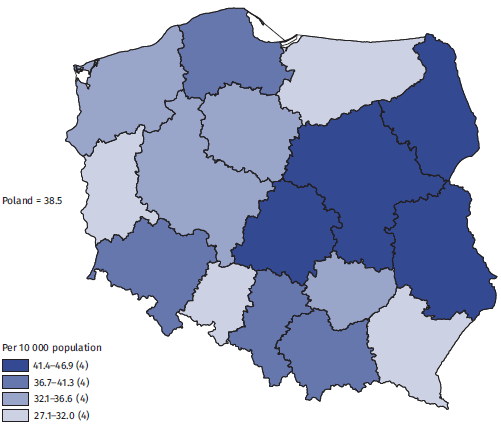 Poland = 38.5
Per 10 000 population
41.4–46.9 (4)
36.7–41.3 (4)
32.1–36.6 (4)
27.1–32.0 (4)